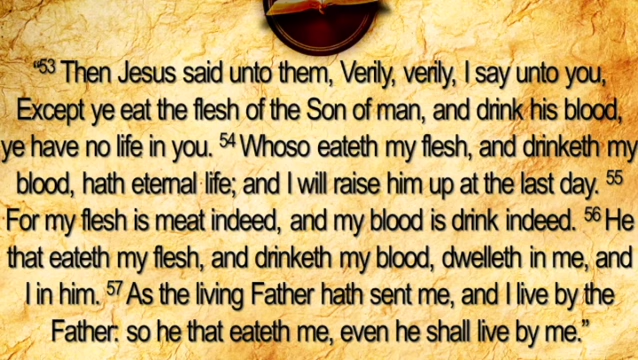 “53 Then Jesus said unto them, Verily, verily, I say unto you,
Except ye eat the flesh of the Son of man, and drink his blood,
ye have no life in you. 54 Whoso eateth my flesh, and drinketh my
blood, hath eternal life; and I will raise him up at the last day. 55
For my flesh is meat indeed, and my blood is drink indeed. 56 He
that eateth my flesh, and drinketh my blood, dwelleth in me, and
I in him. 57 As the living Father hath sent me, and I live by the
Father: so he that eateth me, even he shall live by me.”